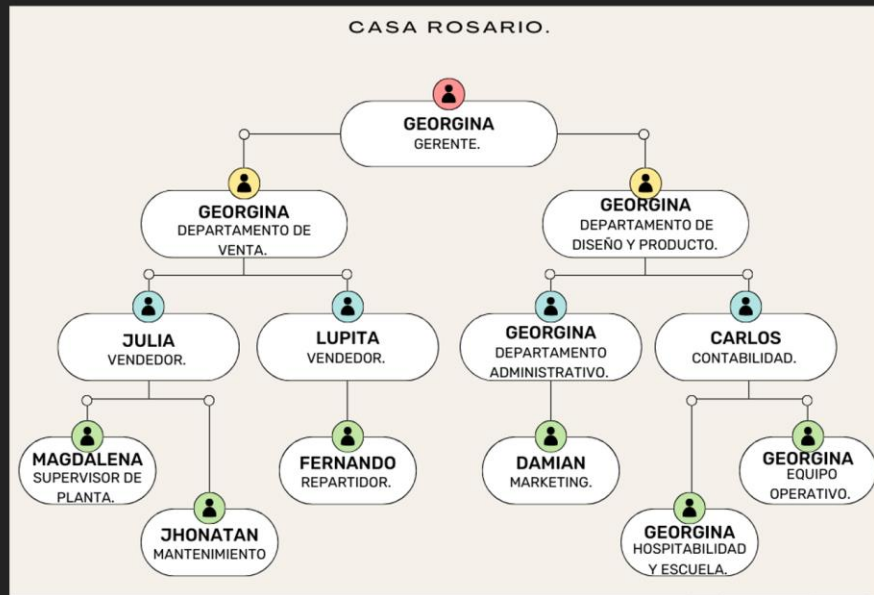 CASA ROSARIO.
GEORGINA
GERENTE.
GEORGINA
DEPARTAMENTO DE
VENTA.
GEORGINA
DEPARTAMENTO DE
DISEÑO Y PRODUCTO.
JULIA
VENDEDOR.
LUPITA
VENDEDOR.
GEORGINA
DEPARTAMENTO
ADMINISTRATIVO.
CARLOS
CONTABILIDAD.
MAGDALENA
SUPERVISOR DE
PLANTA.
JHONATAN
MANTENIMIENTO
FERNANDO
REPARTIDOR.
DAMIAN
MARKETING.
GEORGINA
HOSPITABILIDAD
Y ESCUELA.
GEORGINA
EQUIPO
OPERATIVO.